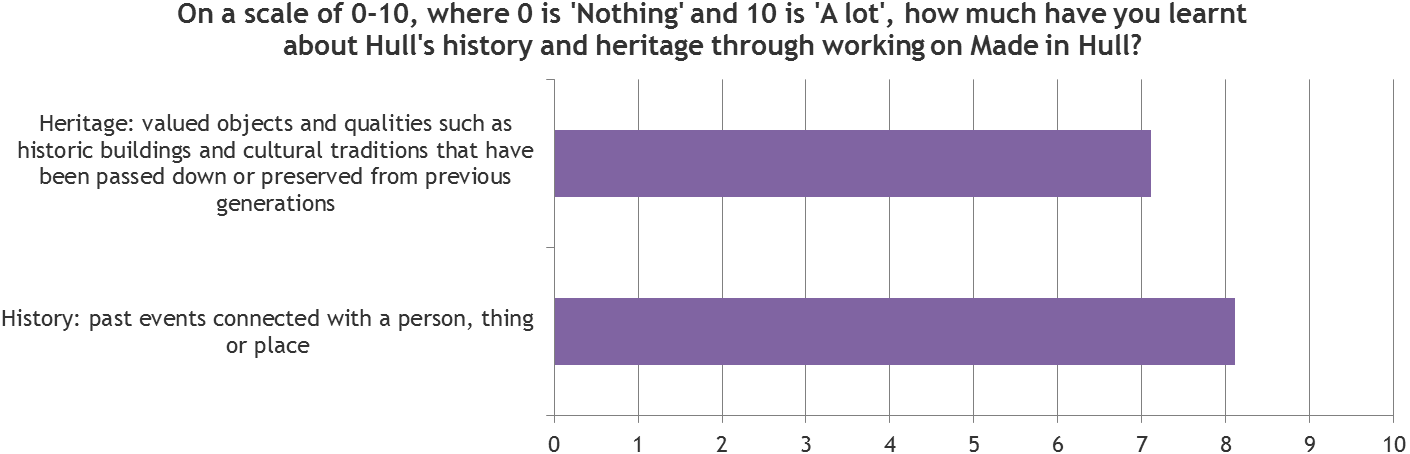 On a scale of 0-10, where 0 is 'Nothing' and 10 is 'A lot', how much have you learnt
about Hull's history and heritage through working on Made in Hull?
Heritage: valued objects and qualities such as
historic buildings and cultural traditions that have
been passed down or preserved from previous
generations
History: past events connected with a person, thing
or place
0 1 2 3 4 5 6 7 8 9 10